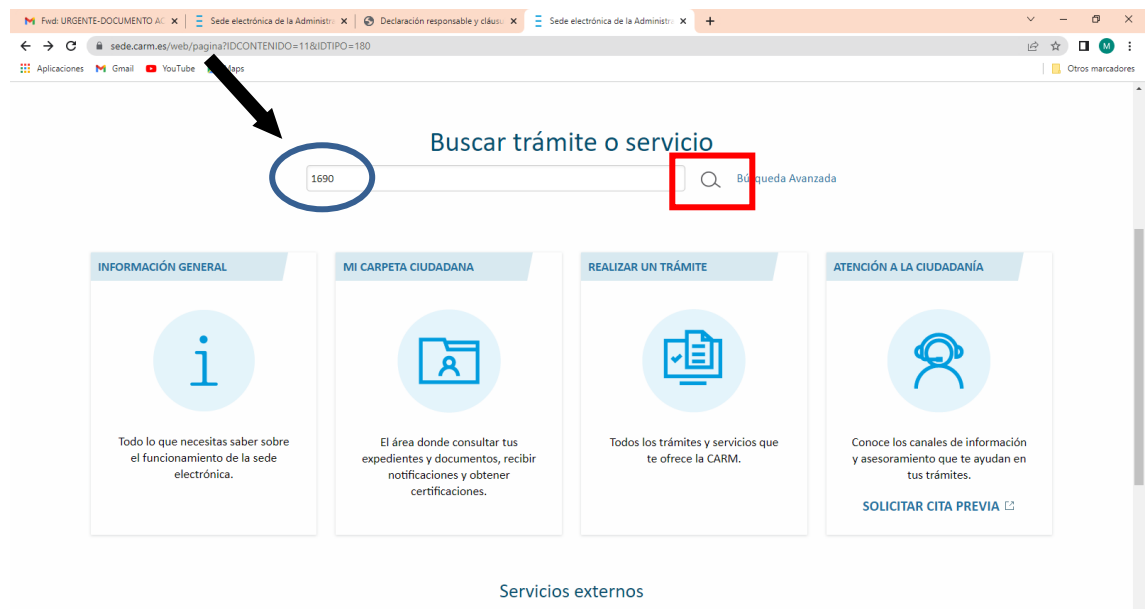 Fwd: URGENTE-DOCUMENTO AC
Sede electrónica de la Administra
Declaración responsable y cláusu
Sede electrónica de la Administra
sede.carm.es/web/pagina?IDCONTENIDO=11&IDTIPO=180
M
Aplicaciones
Gmail
YouTube
Otros marcadores
Buscar trámite o servicio
1690
Avanzada
INFORMACIÓN GENERAL
MI CARPETA CIUDADANA
REALIZAR UN TRÁMITE
ATENCIÓN A LA CIUDADANÍA
Todo lo que necesitas saber sobre
el funcionamiento de la sede
electrónica.
El área donde consultar tus
expedientes y documentos, recibir
notificaciones y obtener
certificaciones.
Todos los trámites y servicios que
te ofrece la CARM.
Conoce los canales de información
y asesoramiento que te ayudan en
tus trámites.
SOLICITAR CITA PREVIA
Servicios externos